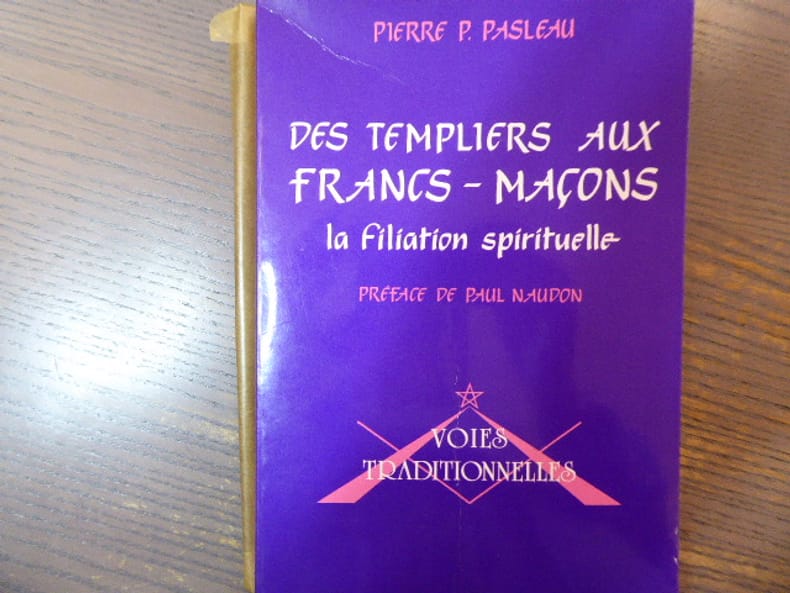 PIERRE P. PASLEAU
DES TEMPLIERS AUX
FRANCS - MAÇONS
la filiation spirituelle
PRÉFACE DE PAUL NAUDON
VOIES
TRADITIONNELLES